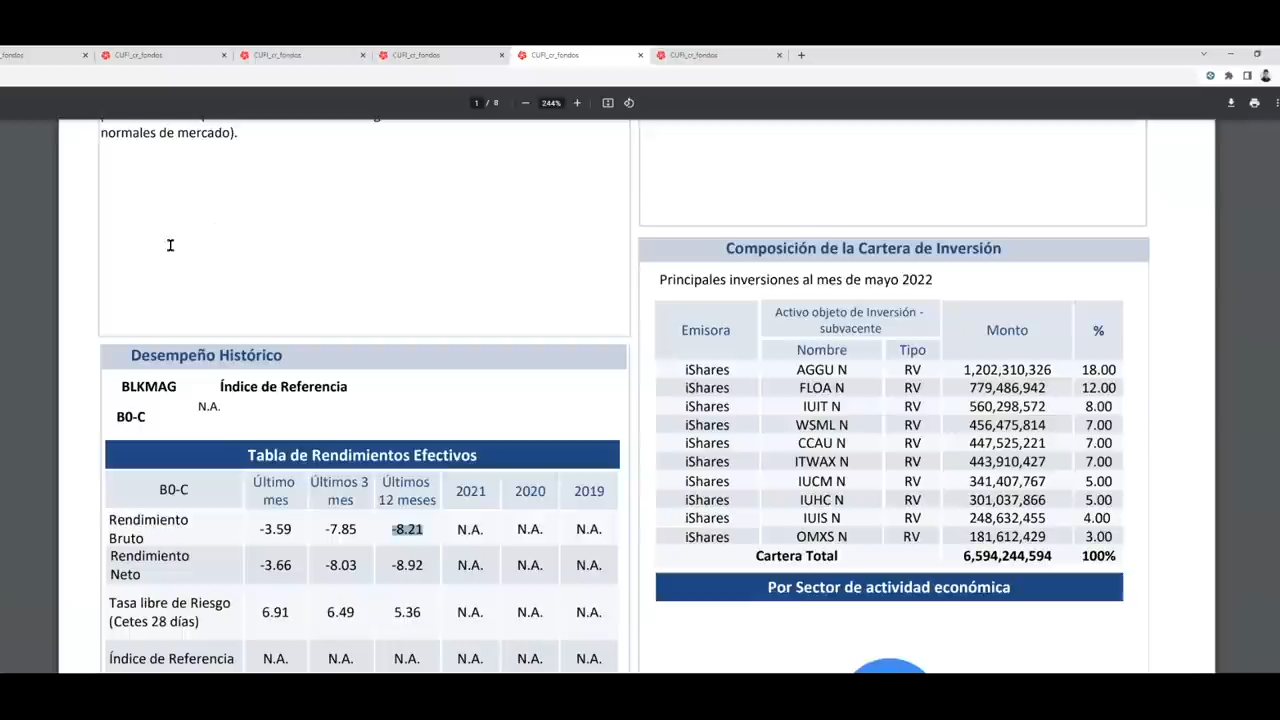 CUFI_cr_fondos
CUFI_cr_fondos
CUFI_cr_fondos
CUFI_cr_fondos
CUFI_cr_fondos
1 / 8
244%
normales de mercado).
Desempeño Histórico
BLKMAG Índice de Referencia
N.A.
B0-C
Tabla de Rendimientos Efectivos
B0-C Último mes Últimos 3 mes Últimos 12 meses 2021 2020 2019
Rendimiento Bruto -3.59 -7.85 -8.21 N.A. N.A. N.A.
Rendimiento Neto -3.66 -8.03 -8.92 N.A. N.A. N.A.
Tasa libre de Riesgo (Cetes 28 días) 6.91 6.49 5.36 N.A. N.A. N.A.
Índice de Referencia N.A. N.A. N.A. N.A. N.A. N.A.
Composición de la Cartera de Inversión
Principales inversiones al mes de mayo 2022
Emisora Activo objeto de Inversión - subvacente Monto %
Nombre Tipo
iShares AGGU N RV 1,202,310,326 18.00
iShares FLOA N RV 779,486,942 12.00
iShares IUIT N RV 560,298,572 8.00
iShares WSML N RV 456,475,814 7.00
iShares CCAU N RV 447,525,221 7.00
iShares ITWAX N RV 443,910,427 7.00
iShares IUCM N RV 341,407,767 5.00
iShares IUHC N RV 301,037,866 5.00
iShares IUIS N RV 248,632,455 4.00
iShares OMXS N RV 181,612,429 3.00
Cartera Total 6,594,244,594 100%
Por Sector de actividad económica